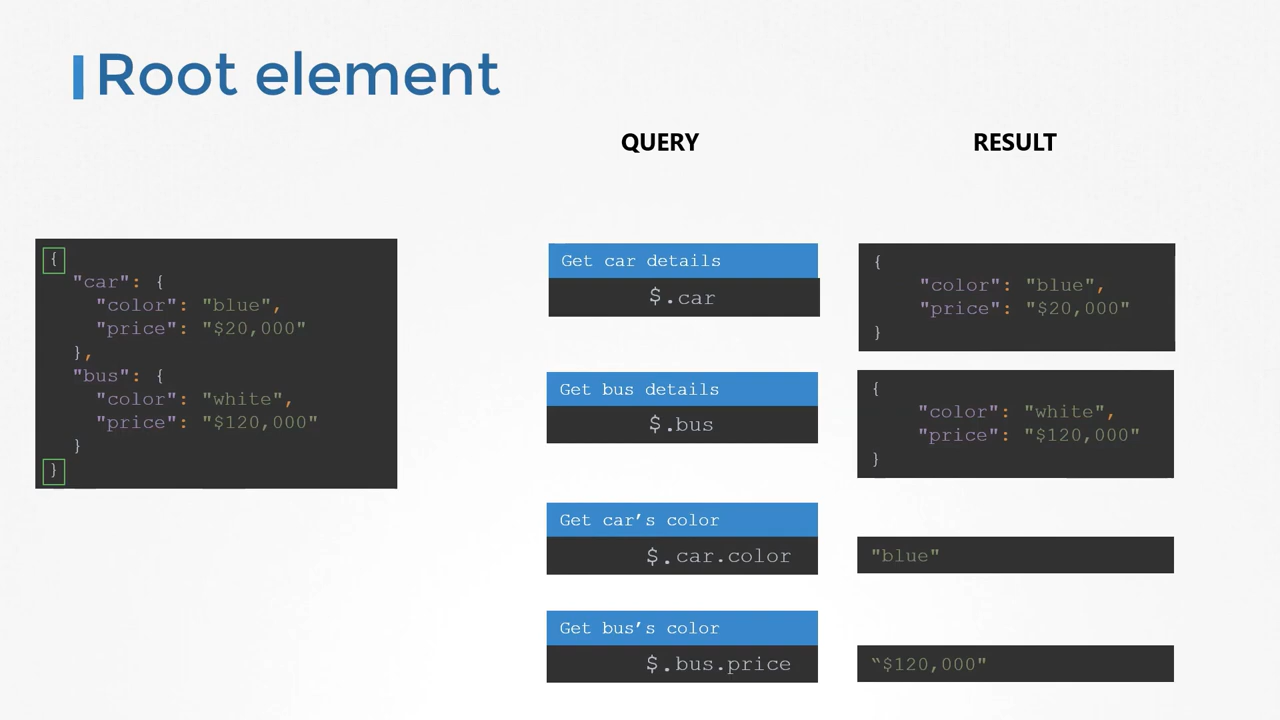 Root element
QUERY
RESULT
{
"car": {
"color": "blue",
"price": "$20,000"
},
"bus": {
"color": "white",
"price": "$120,000"
}
}
Get car details
$.car
{
"color": "blue",
"price": "$20,000"
}
Get bus details
$.bus
{
"color": "white",
"price": "$120,000"
}
Get car’s color
$.car.color
"blue"
Get bus’s color
$.bus.price
“$120,000"